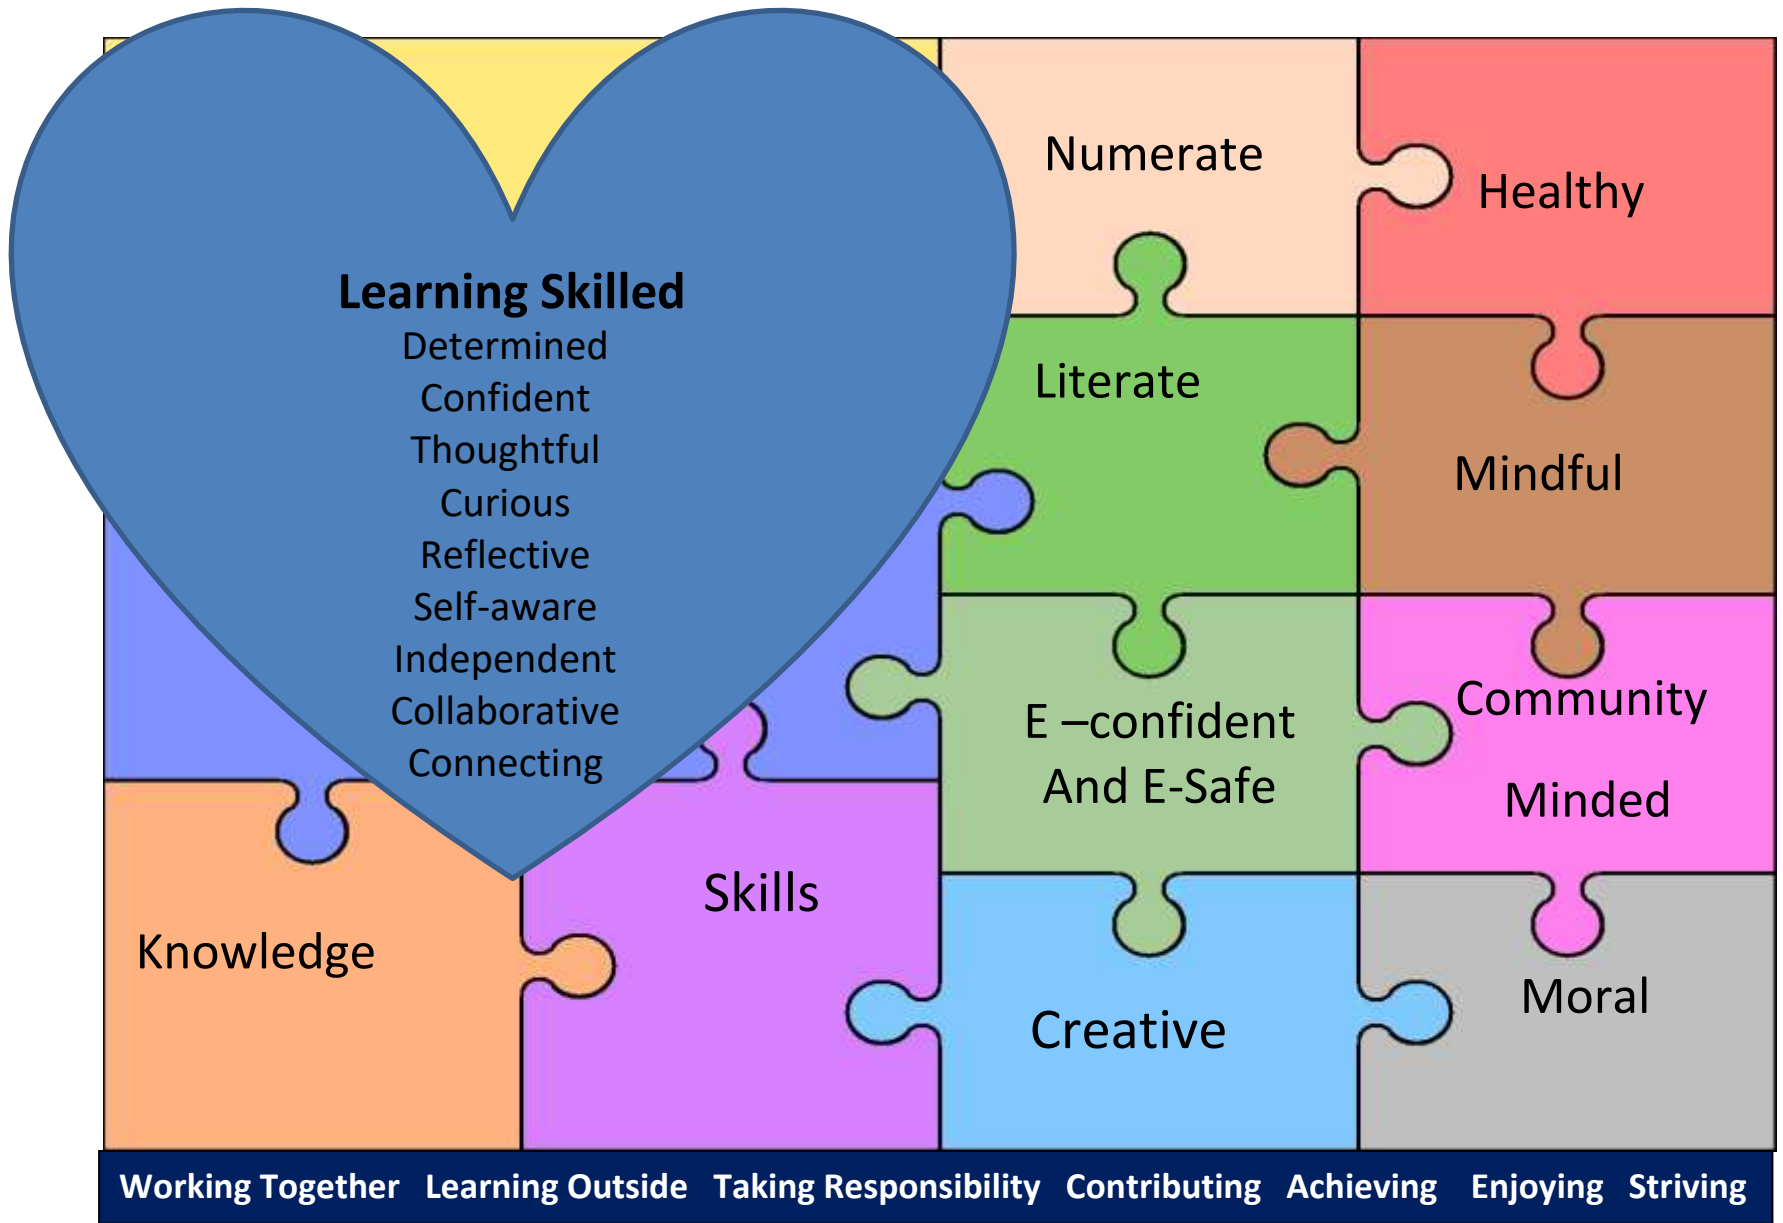 Learning Skilled
Determined
Confident
Thoughtful
Curious
Reflective
Self-aware
Independent
Collaborative
Connecting
Numerate
Healthy
Literate
Mindful
E –confident
And E-Safe
Community
Minded
Knowledge
Skills
Creative
Moral
Working Together Learning Outside Taking Responsibility Contributing Achieving Enjoying Striving